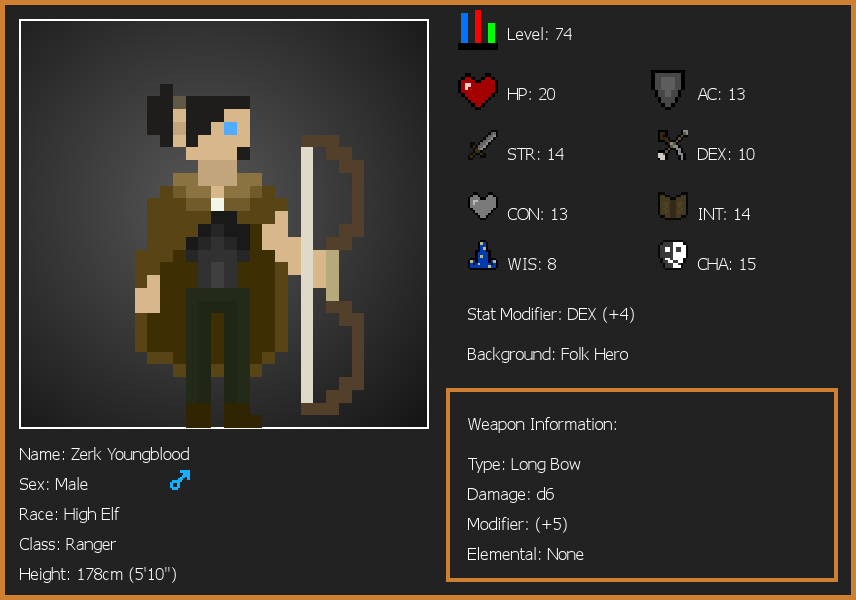 Level: 74
HP: 20
AC: 13
STR: 14
DEX: 10
CON: 13
INT: 14
WIS: 8
CHA: 15
Stat Modifier: DEX (+4)
Background: Folk Hero
Weapon Information:
Type: Long Bow
Damage: d6
Modifier: (+5)
Elemental: None
Name: Zerk Youngblood
Sex: Male
Race: High Elf
Class: Ranger
Height: 178cm (5'10")